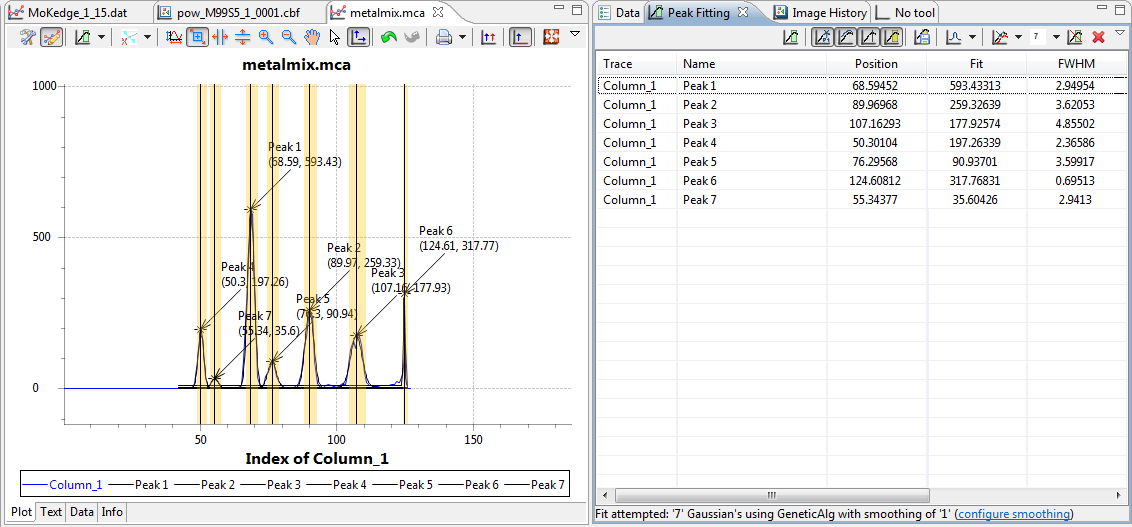 MoKedge_1_15.dat
pow_M99S5_1_0001.cbf
metalmix.mca
metalmix.mca
1000
500
0
50
100
150
Peak 1
(68.59, 593.43)
Peak 6
(124.61, 317.77)
Peak 2
(89.97, 259.33)
Peak 4
(50.3, 197.26)
Peak 3
(107.16, 177.93)
Peak 5
(76.3, 90.94)
Peak 7
(55.34, 35.6)
Index of Column_1
Column_1 Peak 1 Peak 2 Peak 3 Peak 4 Peak 5 Peak 6 Peak 7
Plot Text Data Info
Data Peak Fitting Image History No tool
7
Trace Name Position Fit FWHM
Column_1 Peak 1 68.59452 593.43313 2.94954
Column_1 Peak 2 89.96968 259.32639 3.62053
Column_1 Peak 3 107.16293 177.92574 4.85502
Column_1 Peak 4 50.30104 197.26339 2.36586
Column_1 Peak 5 76.29568 90.93701 3.59917
Column_1 Peak 6 124.60812 317.76831 0.69513
Column_1 Peak 7 55.34377 35.60426 2.9413
Fit attempted: '7' Gaussian's using GeneticAlg with smoothing of '1' (configure smoothing)